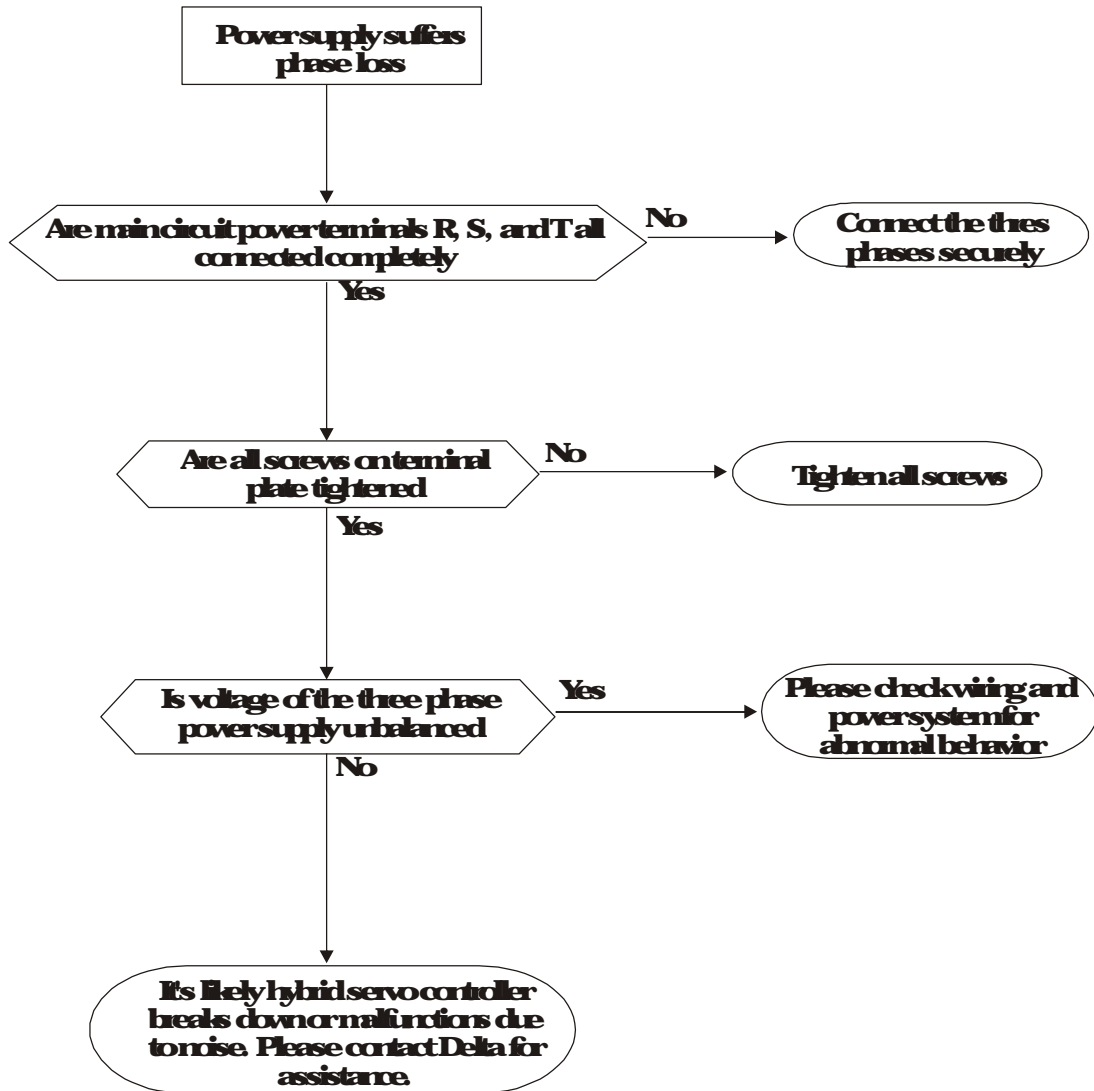 Power supply suffers
phase loss
Are main circuit power terminals R, S, and T all
connected completely
No
Connect the thres
phases securely
Yes
Are all screws on terminal
plate tightened
No
Tighten all screws
Yes
Is voltage of the three phase
power supply unbalanced
Yes
Please check wiring and
power system for
abnormal behavior
No
It's likely hybrid servo controller
breaks down or malfunctions due
to noise. Please contact Delta for
assistance.